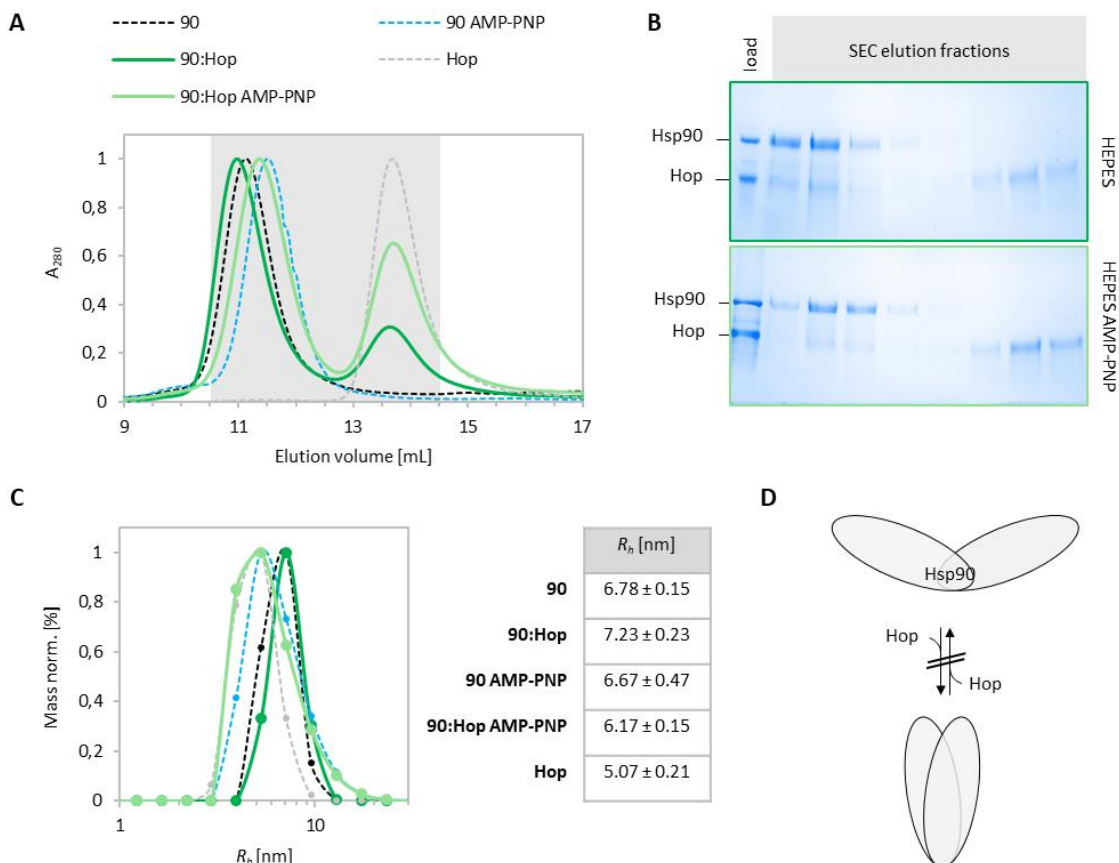 A
90
90 AMP-PNP
90:Hop
Hop
90:Hop AMP-PNP
1
0,8
0,6
0,4
0,2
0
A280
9
11
13
15
17
Elution volume [mL]
B
load
SEC elution fractions
Hsp90
Hop
HEPES
Hsp90
Hop
HEPES AMP-PNP
C
1
0,8
0,6
0,4
0,2
0
Mass norm. [%]
1
10
Rh [nm]
Rh [nm]
90 6.78 ± 0.15
90:Hop 7.23 ± 0.23
90 AMP-PNP 6.67 ± 0.47
90:Hop AMP-PNP 6.17 ± 0.15
Hop 5.07 ± 0.21
D
Hsp90
Hop
Hop